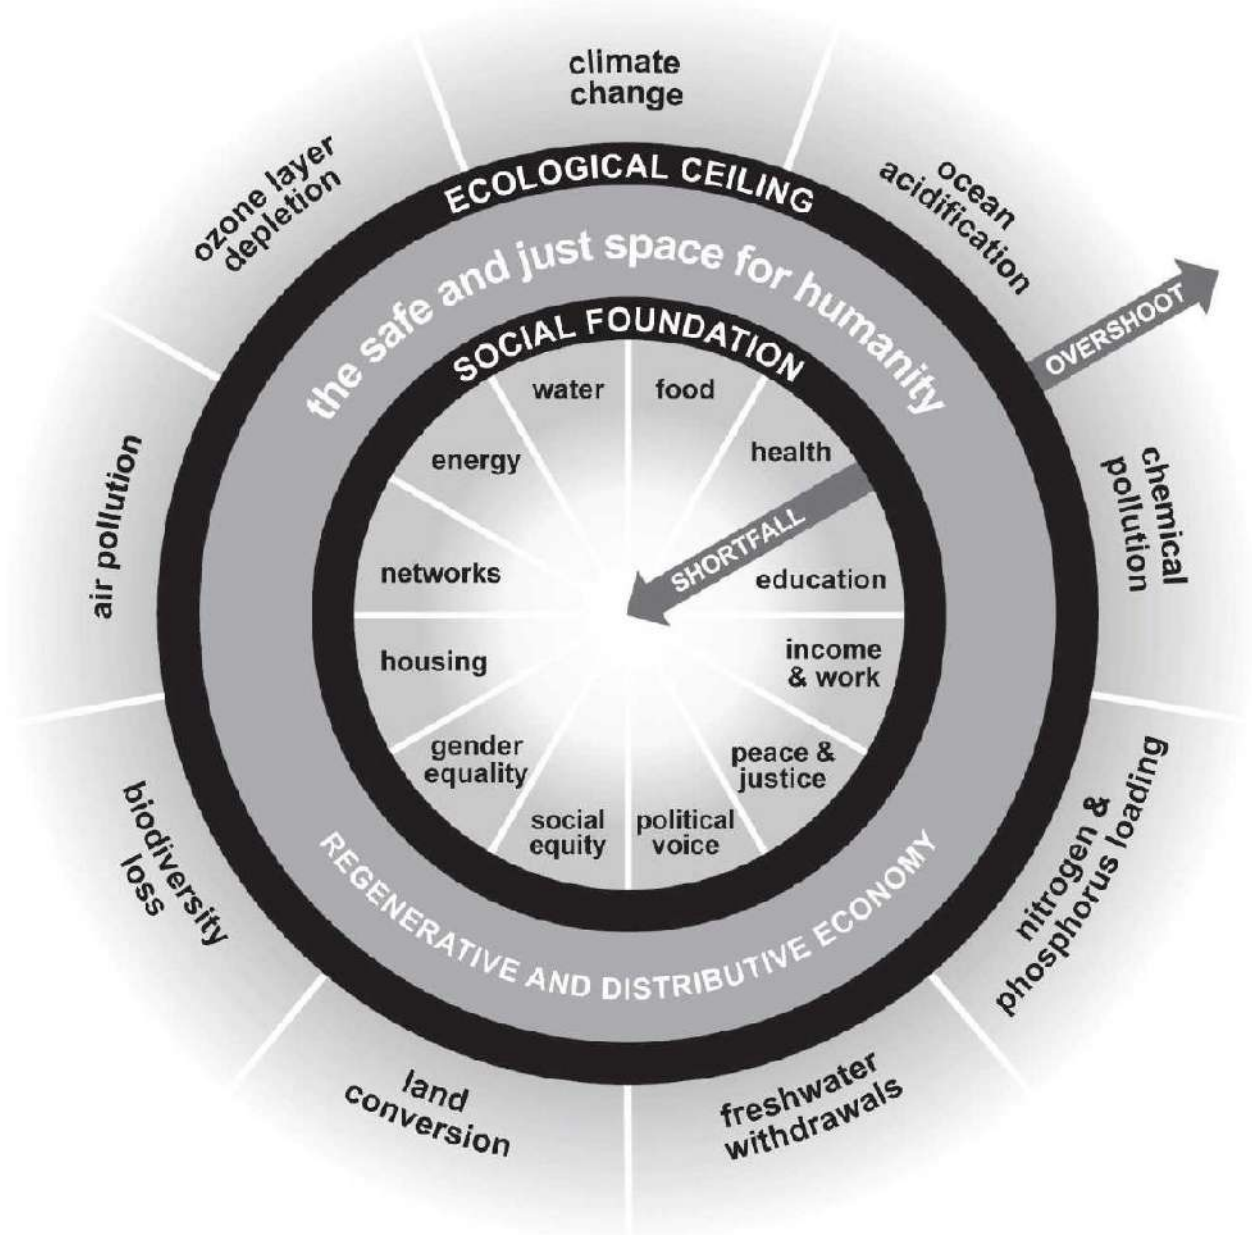 climate
change
ocean
acidification
OVERSHOOT
chemical
pollution
nitrogen &
phosphorus loading
freshwater
withdrawals
land
conversion
biodiversity
loss
air pollution
ozone layer
depletion
ECOLOGICAL CEILING
the safe and just space for humanity
SOCIAL FOUNDATION
water
food
health
SHORTFALL
education
income
& work
peace &
justice
political
voice
social
equity
gender
equality
housing
networks
energy
REGENERATIVE AND DISTRIBUTIVE ECONOMY